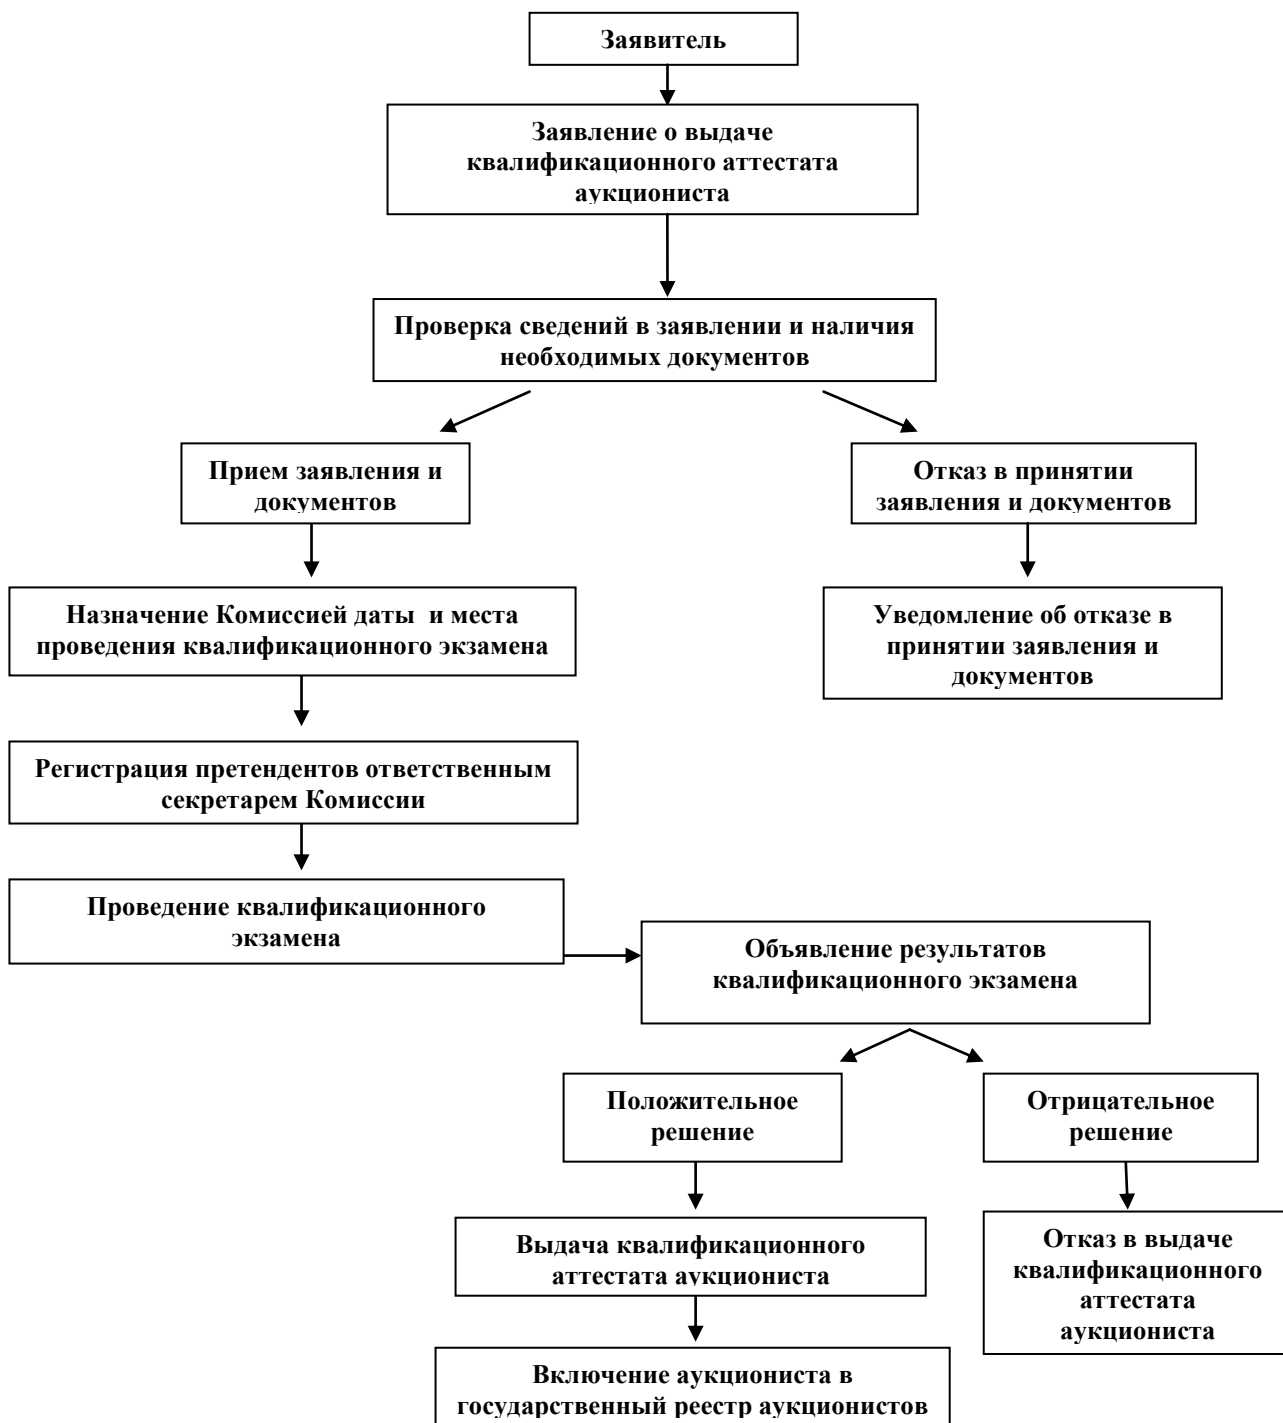 Заявитель
Заявление о выдаче
квалификационного аттестата
аукциониста
Проверка сведений в заявлении и наличия
необходимых документов
Прием заявления и
документов
Отказ в принятии
заявления и документов
Назначение Комиссией даты  и места
проведения квалификационного экзамена
Уведомление об отказе в
принятии заявления и
документов
Регистрация претендентов ответственным
секретарем Комиссии
Проведение квалификационного
экзамена
Объявление результатов
квалификационного экзамена
Положительное
решение
Отрицательное
решение
Выдача квалификационного
аттестата аукциониста
Отказ в выдаче
квалификационного
аттестата
аукциониста
Включение аукциониста в
государственный реестр аукционистов